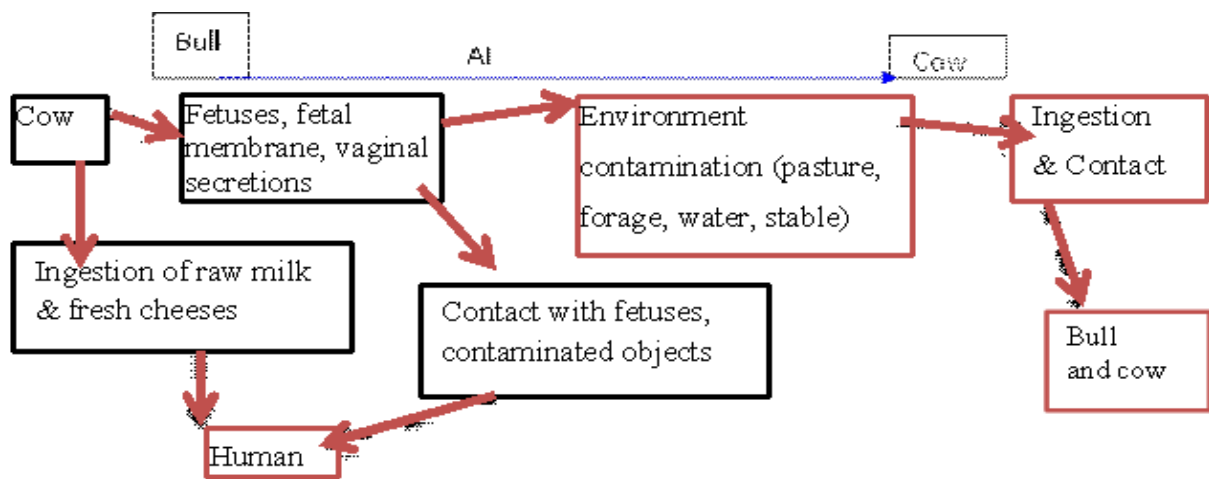 Bull
AI
Cow
Cow
Fetuses, fetal
membrane, vaginal
secretions
Environment
contamination (pasture,
forage, water, stable)
Ingestion
& Contact
Ingestion of raw milk
& fresh cheeses
Contact with fetuses,
contaminated objects
Bull
and cow
Human